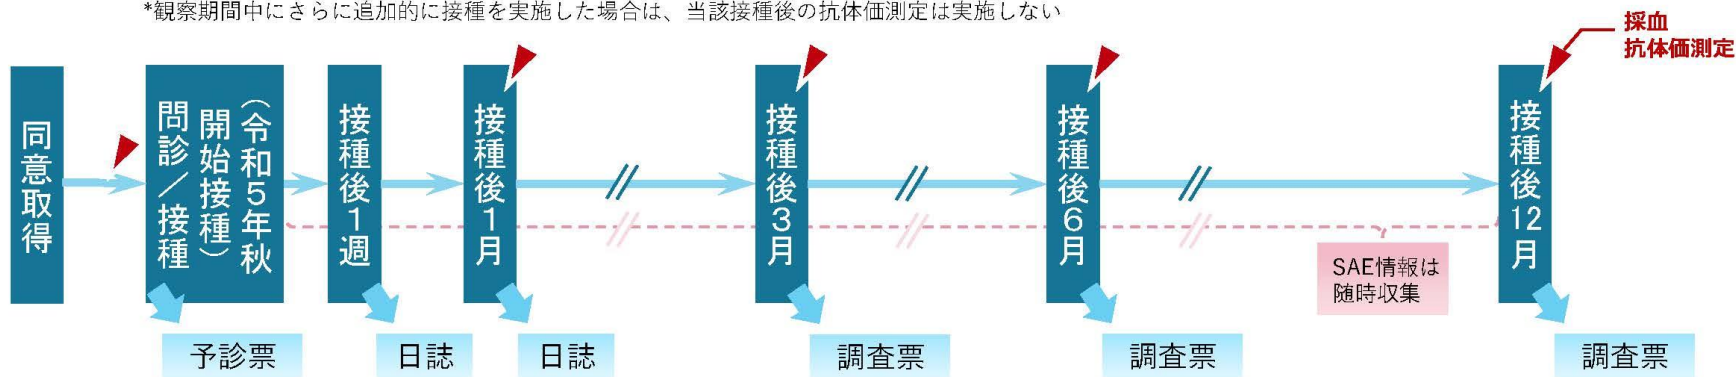 *観察期間中にさらに追加的に接種を実施した場合は、当該接種後の抗体価測定は実施しない
採血
抗体価測定
同意取得
（令和５年秋
開始接種）
問診／接種
接種後１週
接種後１月
接種後３月
接種後６月
接種後12月
SAE情報は
随時収集
予診票
日誌
日誌
調査票
調査票
調査票